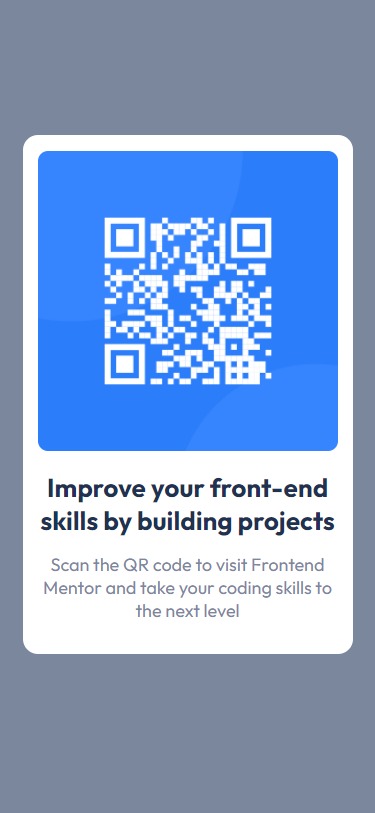 Improve your front-end
skills by building projects
Scan the QR code to visit Frontend
Mentor and take your coding skills to
the next level